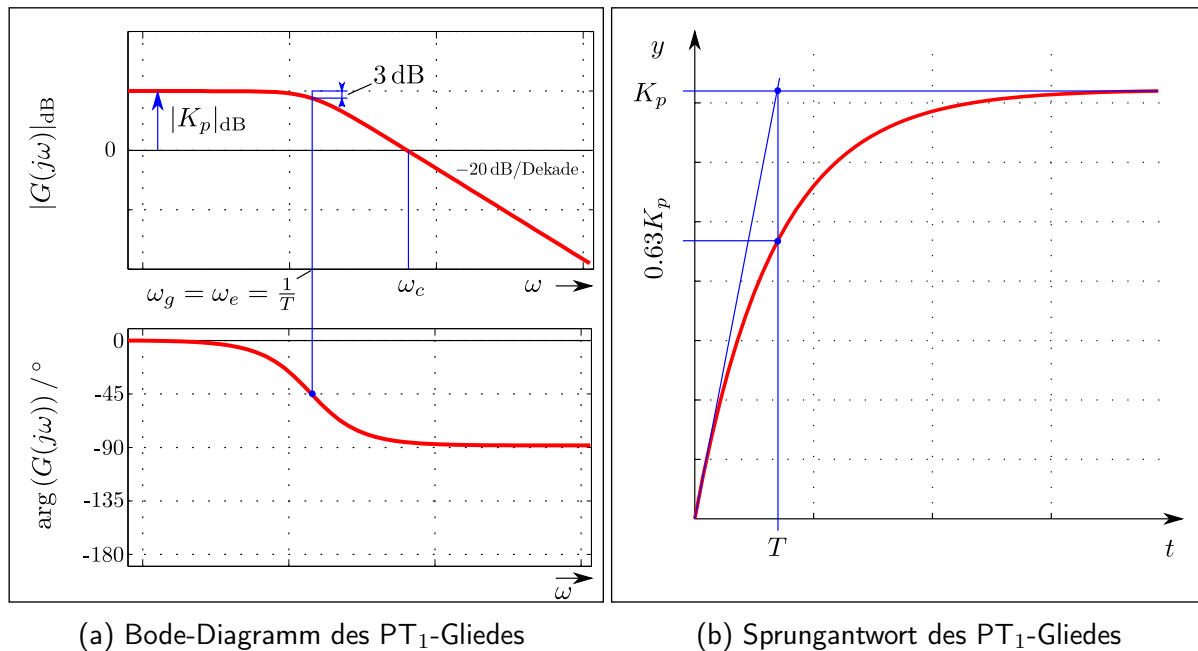 3 dB
|K_p|_dB
|G(jω)|_dB
0
−20 dB/Dekade
ω_g = ω_e = 1/T
ω_c
ω
arg (G(jω)) / °
0
-45
-90
-135
-180
ω
(a) Bode-Diagramm des PT₁-Gliedes
y
K_p
0.63K_p
T
t
(b) Sprungantwort des PT₁-Gliedes